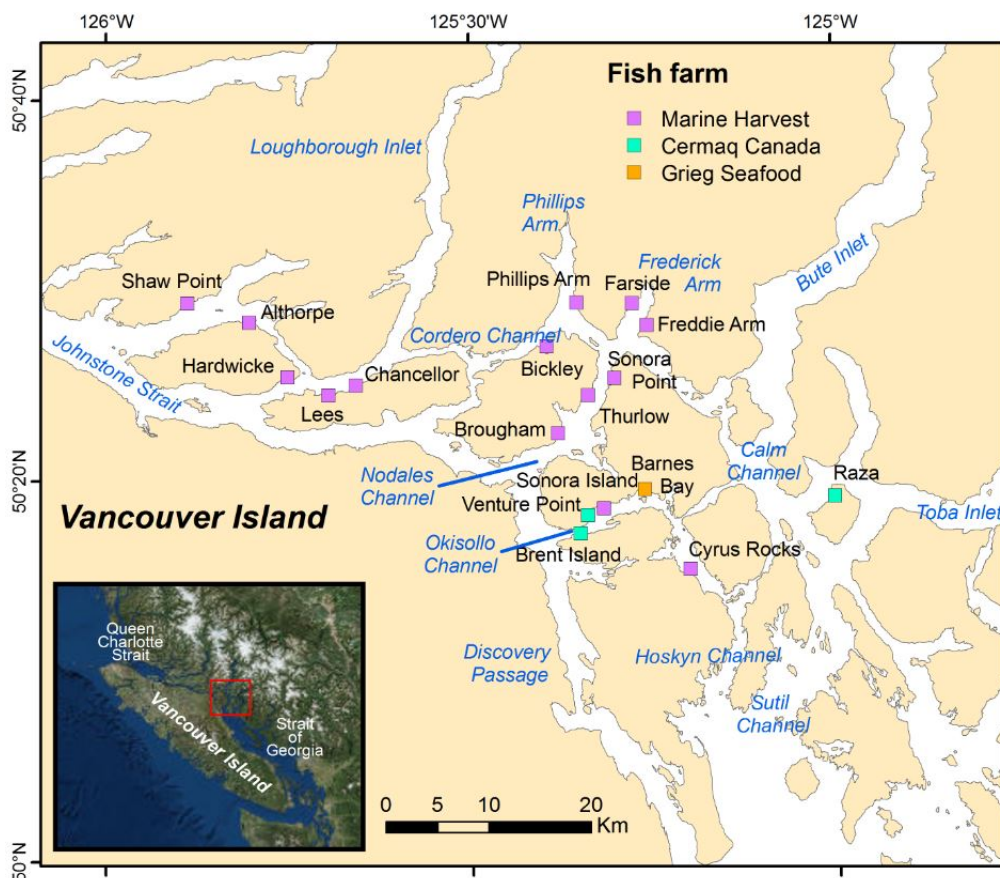 126°W
125°30'W
125°W
50°40'N
Fish farm
Marine Harvest
Cermaq Canada
Grieg Seafood
Loughborough Inlet
Phillips
Arm
Bute Inlet
Frederick
Arm
Shaw Point
Phillips Arm
Farside
Althorpe
Freddie Arm
Cordero Channel
Johnstone Strait
Hardwicke
Chancellor
Bickley
Sonora
Point
Lees
Thurlow
Brougham
Calm
Channel
Barnes
Bay
Raza
50°20'N
Nodales
Channel
Sonora Island
Venture Point
Toba Inlet
Vancouver Island
Okisollo
Channel
Brent Island
Cyrus Rocks
Queen
Charlotte
Strait
Vancouver Island
Strait
of
Georgia
Discovery
Passage
Hoskyn Channel
Sutil
Channel
0 5 10 20
Km
50°N